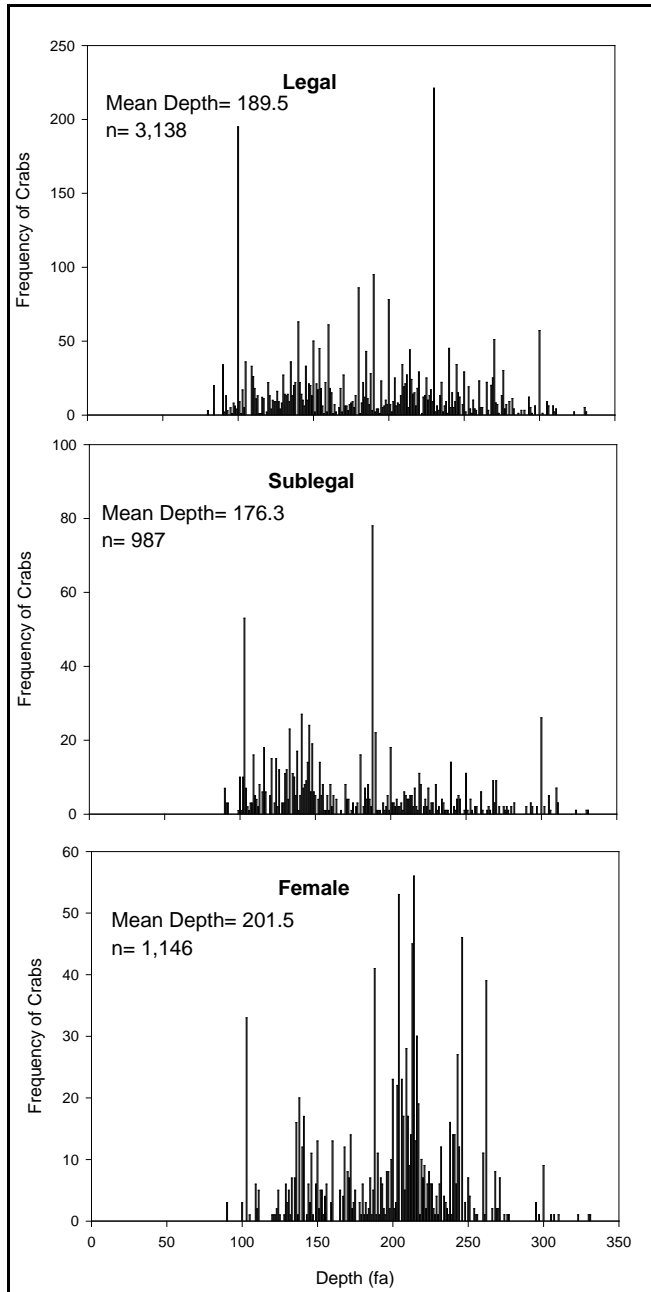 Legal
Mean Depth= 189.5
n= 3,138
Frequency of Crabs
250
200
150
100
50
0
Sublegal
Mean Depth= 176.3
n= 987
Frequency of Crabs
100
80
60
40
20
0
Female
Mean Depth= 201.5
n= 1,146
Frequency of Crabs
60
50
40
30
20
10
0
0 50 100 150 200 250 300 350
Depth (fa)